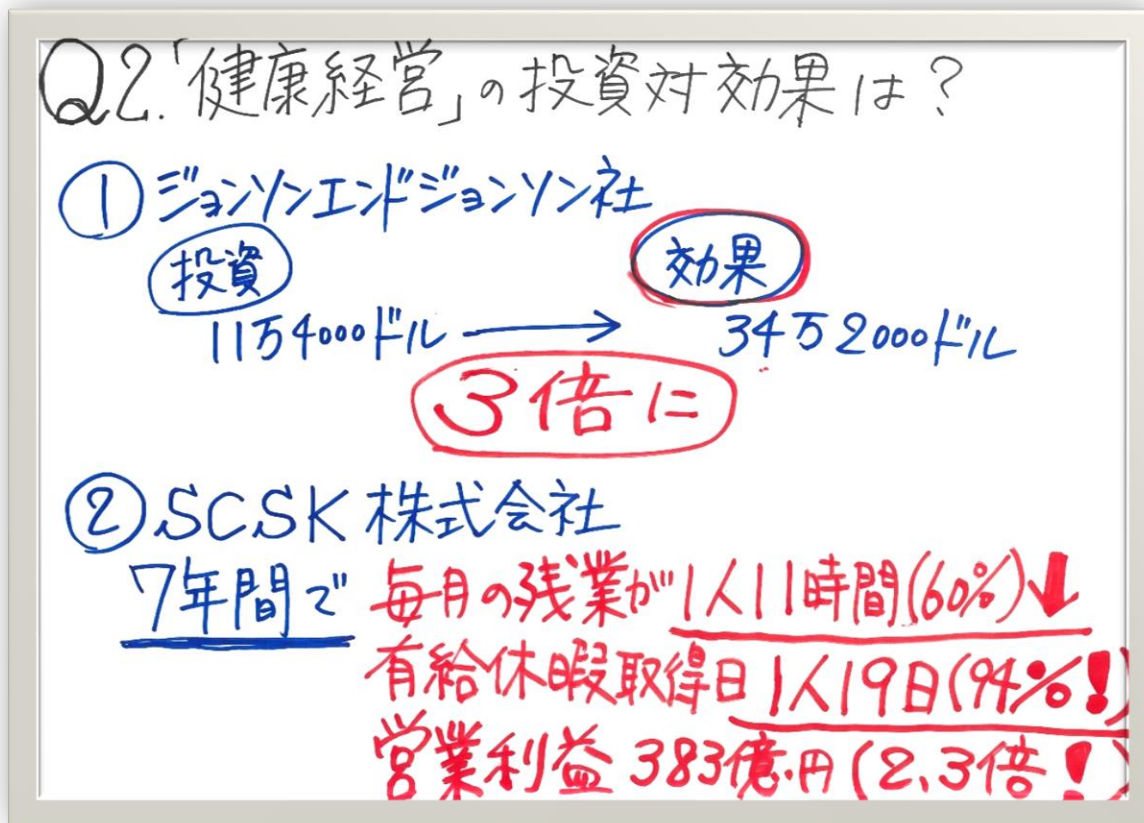 Q2.「健康経営」の投資対効果は?
① ジョンソンエンドジョンソン社
投資 効果
11万4000ドル → 34万2000ドル
3倍に
② SCSK株式会社
7年間で 毎月の残業が1人11時間(60%)↓
有給休暇取得日1人19日(94%!)
営業利益 383億円(2.3倍!)